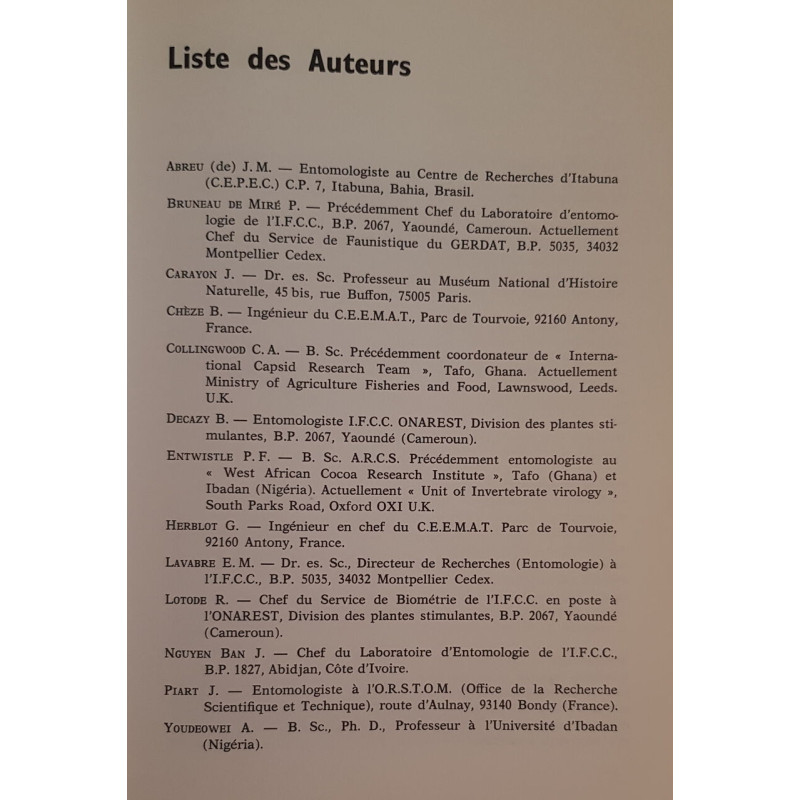 Liste des Auteurs
ABREU (de) J. M. — Entomologiste au Centre de Recherches d'Itabuna
(C.E.P.E.C.) C.P. 7, Itabuna, Bahia, Brasil.
BRUNEAU DE MIRÉ P. — Précédemment Chef du Laboratoire d'entomo-
logie de l'I.F.C.C., B.P. 2067, Yaoundé, Cameroun. Actuellement
Chef du Service de Faunistique du GERDAT, B.P. 5035, 34032
Montpellier Cedex.
CARAYON J. — Dr. es. Sc. Professeur au Muséum National d'Histoire
Naturelle, 45 bis, rue Buffon, 75005 Paris.
CHÈZE B. — Ingénieur du C.E.E.M.A.T., Parc de Tourvoie, 92160 Antony,
France.
COLLINGWOOD C. A. — B. Sc. Précédemment coordonateur de « Interna-
tional Capsid Research Team », Tafo, Ghana. Actuellement
Ministry of Agriculture Fisheries and Food, Lawnswood, Leeds.
U.K.
DECAZY B. — Entomologiste I.F.C.C. ONAREST, Division des plantes sti-
mulantes, B.P. 2067, Yaoundé (Cameroun).
ENTWISTLE P. F. — B. Sc. A.R.C.S. Précédemment entomologiste au
« West African Cocoa Research Institute », Tafo (Ghana) et
Ibadan (Nigéria). Actuellement « Unit of Invertebrate virology »,
South Parks Road, Oxford OXI U.K.
HERBLOT G. — Ingénieur en chef du C.E.E.M.A.T. Parc de Tourvoie,
92160 Antony, France.
LAVABRE E. M. — Dr. es. Sc., Directeur de Recherches (Entomologie) à
l'I.F.C.C., B.P. 5035, 34032 Montpellier Cedex.
LOTODE R. — Chef du Service de Biométrie de l'I.F.C.C. en poste à
l'ONAREST, Division des plantes stimulantes, B.P. 2067, Yaoundé
(Cameroun).
NGUYEN BAN J. — Chef du Laboratoire d'Entomologie de l'I.F.C.C.,
B.P. 1827, Abidjan, Côte d'Ivoire.
PIART J. — Entomologiste à l'O.R.S.T.O.M. (Office de la Recherche
Scientifique et Technique), route d'Aulnay, 93140 Bondy (France).
YOUDEOWEI A. — B. Sc., Ph. D., Professeur à l'Université d'Ibadan
(Nigéria).